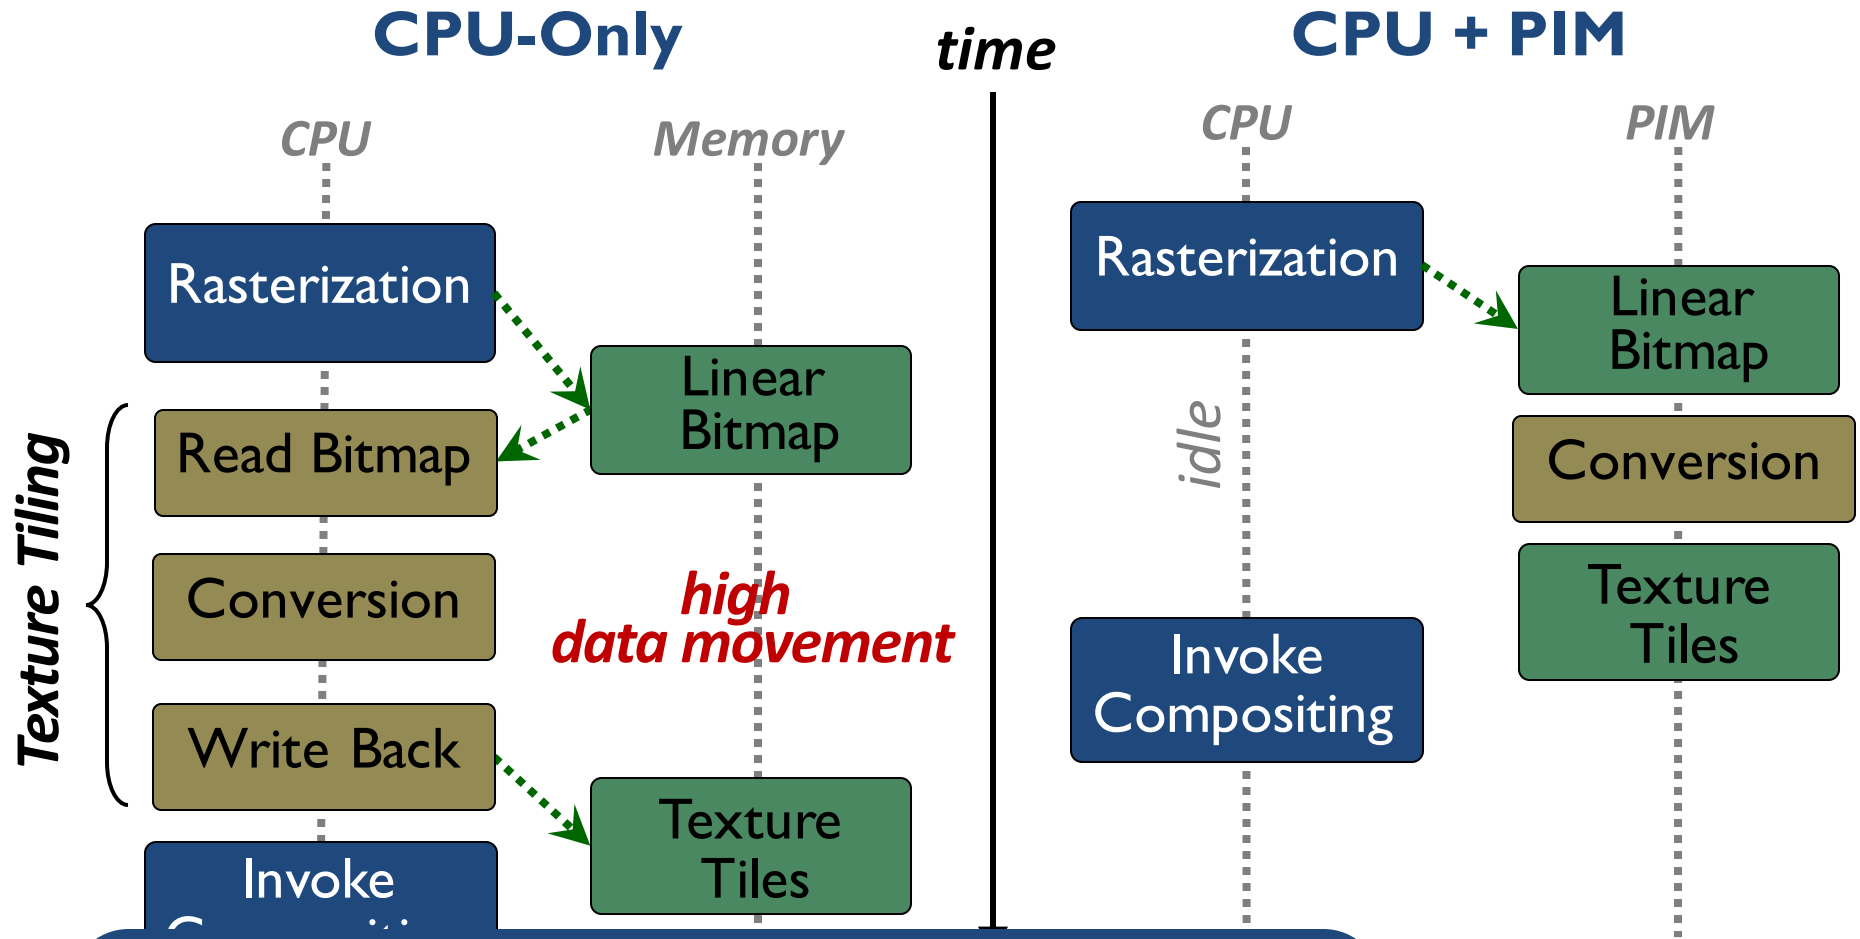 CPU-Only
time
CPU + PIM
CPU
Memory
CPU
PIM
Rasterization
Linear
Bitmap
Texture Tiling
Read Bitmap
Conversion
high
data movement
Write Back
Texture
Tiles
Invoke
Rasterization
Linear
Bitmap
idle
Conversion
Texture
Tiles
Invoke
Compositing